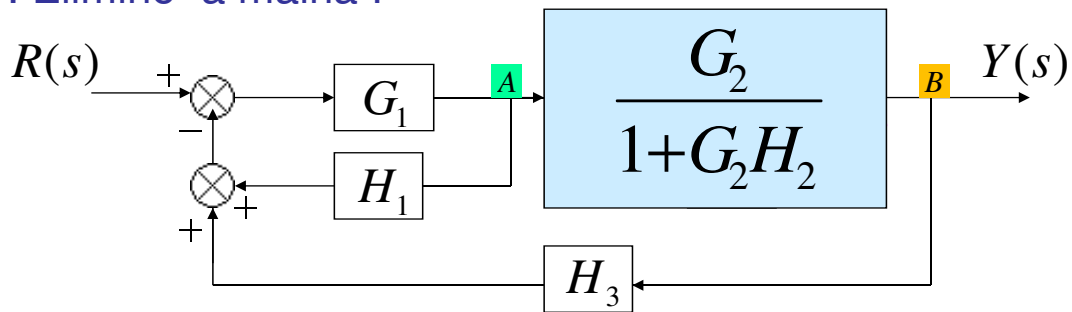 R(s)
+
−
G₁
A
G₂
1+G₂H₂
B
Y(s)
H₁
+
+
H₃